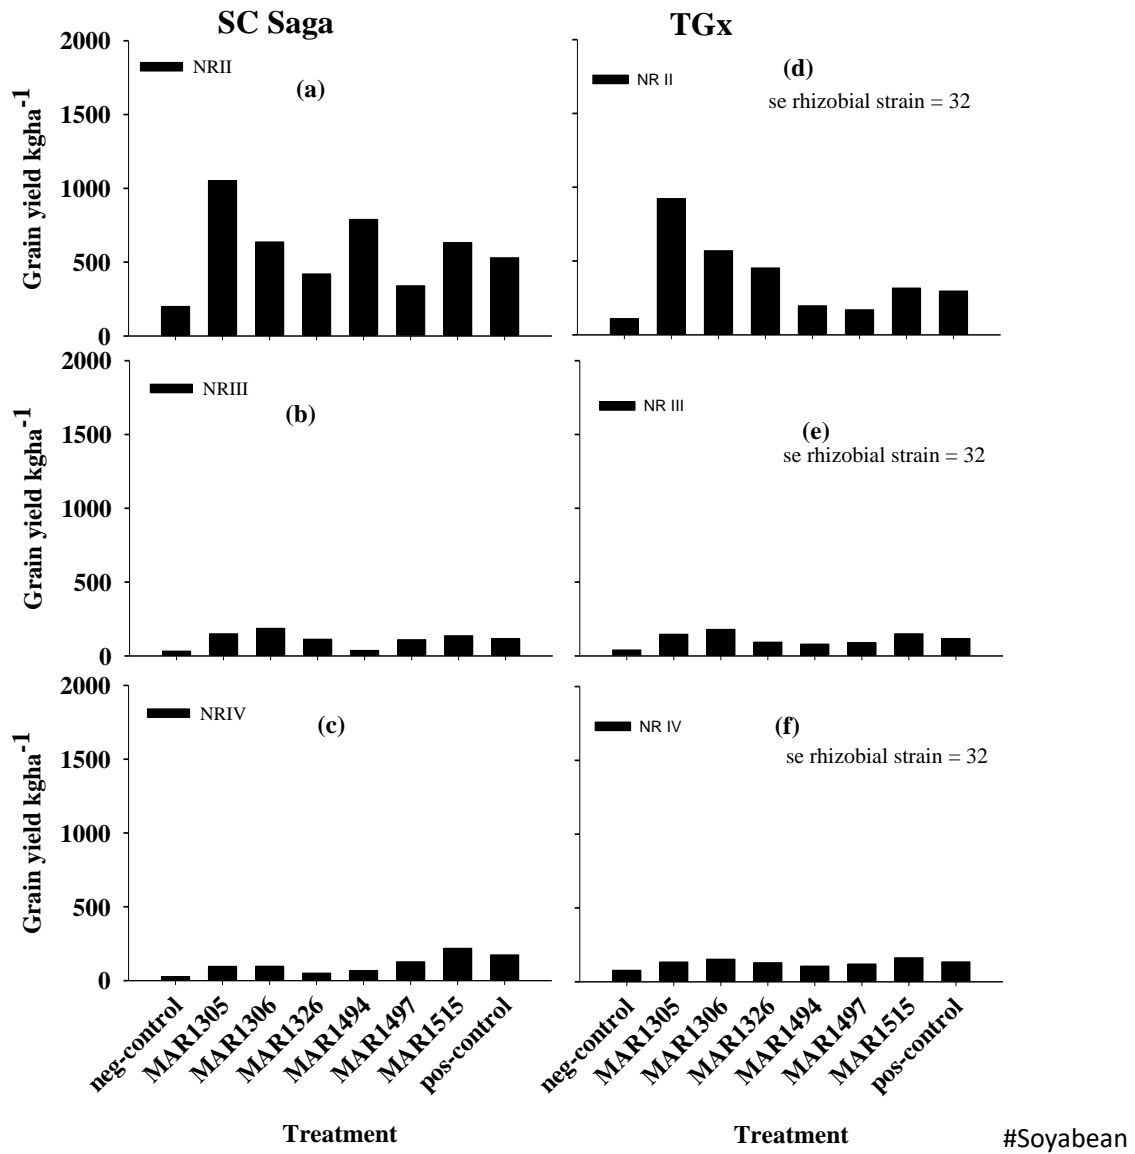 SC Saga
TGx
Grain yield kgha-1
2000
1500
1000
500
0
NRII
(a)
NR II
(d)
se rhizobial strain = 32
Grain yield kgha-1
2000
1500
1000
500
0
NRIII
(b)
NR III
(e)
se rhizobial strain = 32
Grain yield kgha-1
2000
1500
1000
500
0
NRIV
(c)
NR IV
(f)
se rhizobial strain = 32
neg-control
MAR1305
MAR1306
MAR1326
MAR1494
MAR1497
MAR1515
pos-control
neg-control
MAR1305
MAR1306
MAR1326
MAR1494
MAR1497
MAR1515
pos-control
Treatment
Treatment
#Soyabean